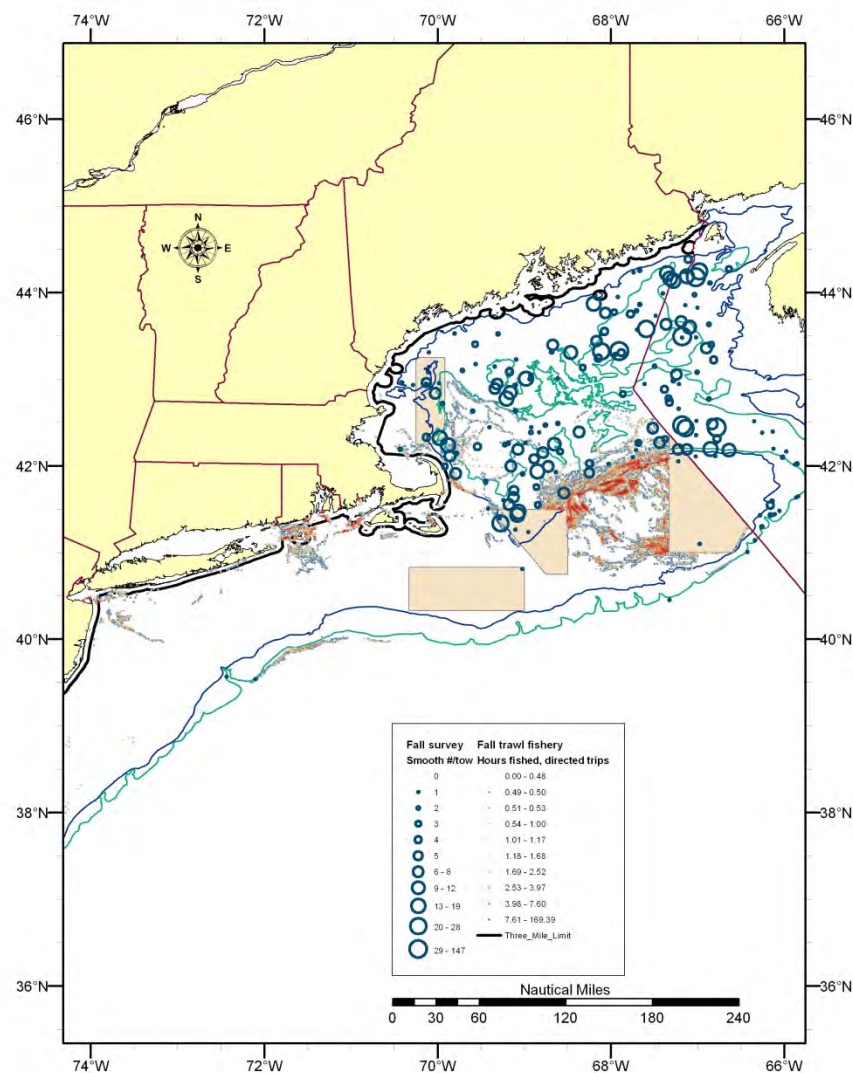 74°W 72°W 70°W 68°W 66°W
46°N 46°N
N
W E
S
44°N 44°N
42°N 42°N
40°N 40°N
Fall survey Fall trawl fishery
Smooth #/tow Hours fished, directed trips
0 0.00 - 0.48
1 0.49 - 0.50
2 0.51 - 0.53
3 0.54 - 1.00
4 1.01 - 1.17
5 1.18 - 1.68
6 - 8 1.69 - 2.52
9 - 12 2.53 - 3.97
13 - 19 3.98 - 7.60
20 - 28 7.61 - 169.39
29 - 147 Three_Mile_Limit
38°N 38°N
36°N 36°N
Nautical Miles
0 30 60 120 180 240
74°W 72°W 70°W 68°W 66°W